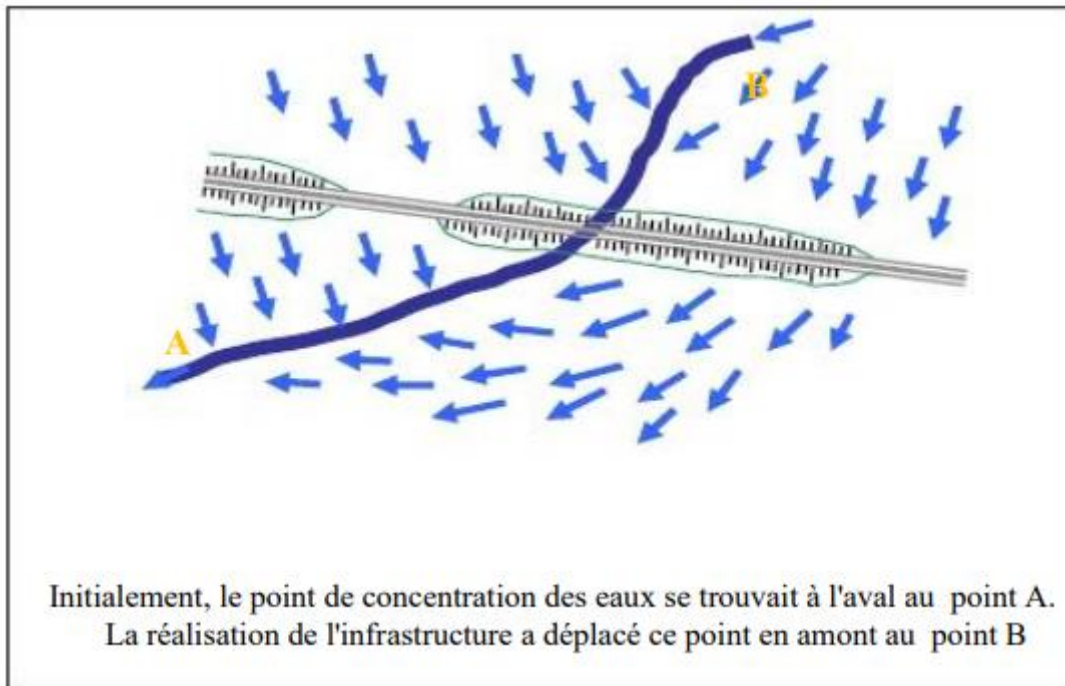 B
A
Initialement, le point de concentration des eaux se trouvait à l'aval au point A.
La réalisation de l'infrastructure a déplacé ce point en amont au point B